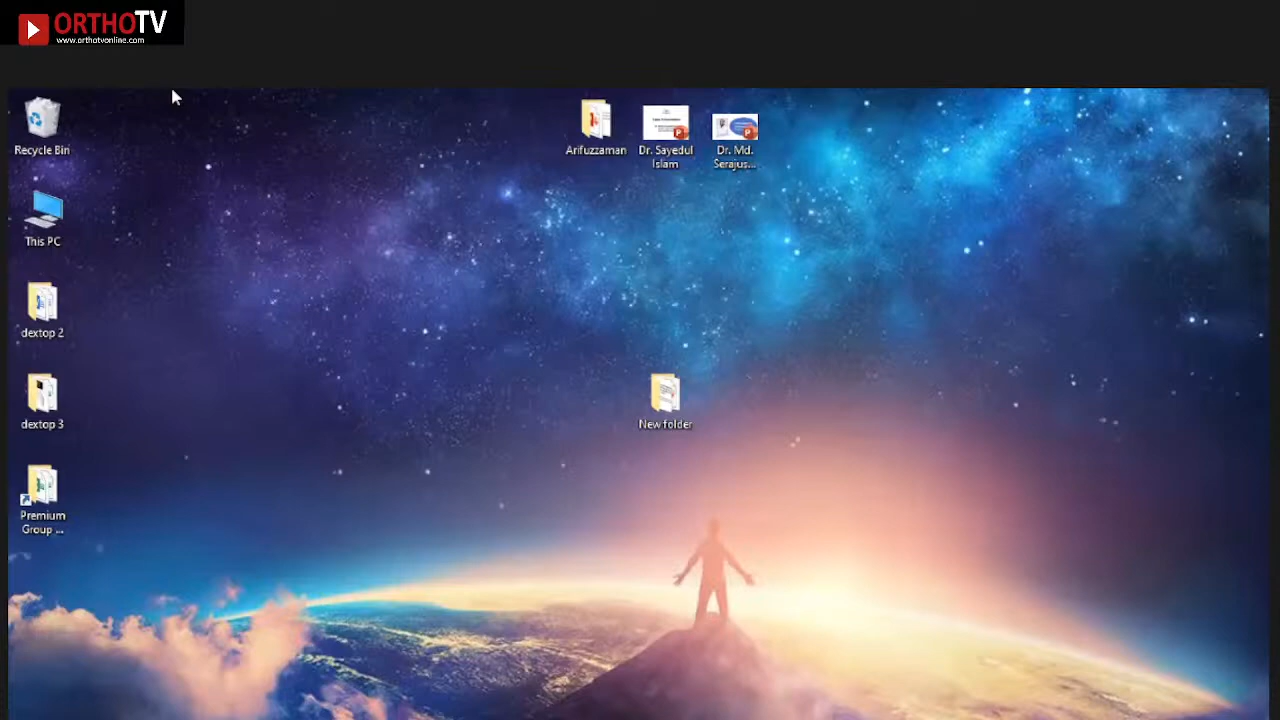 ORTHOTV
www.orthotvonline.com
Recycle Bin
Arifuzzaman
Dr. Sayedul
Islam
Dr. Md.
Serajus...
This PC
dextop 2
dextop 3
New folder
Premium
Group ...